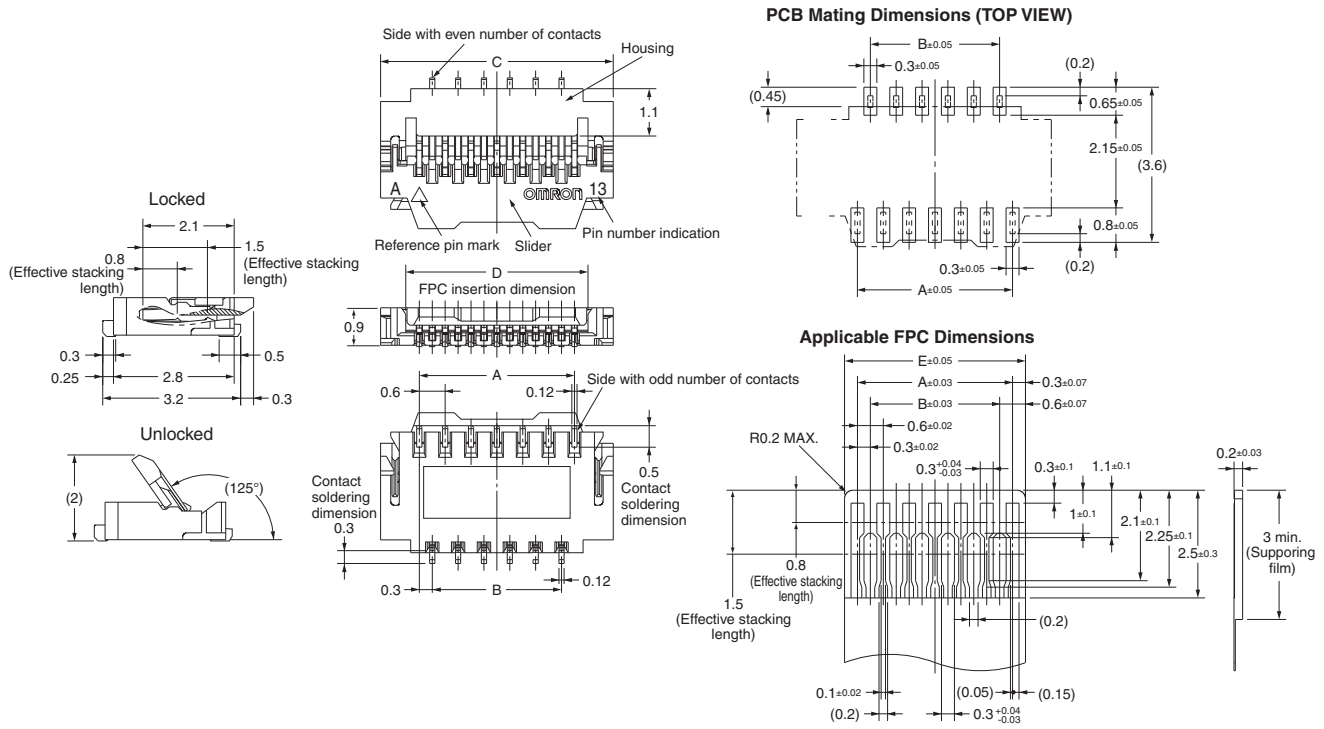 PCB Mating Dimensions (TOP VIEW)
Side with even number of contacts
Housing
C
1.1
A
OMRON
13
Reference pin mark
Slider
Pin number indication
B±0.05
0.3±0.05
(0.2)
(0.45)
0.65±0.05
2.15±0.05
(3.6)
0.8±0.05
(0.2)
0.3±0.05
A±0.05
Locked
2.1
1.5
(Effective stacking
length)
0.8
(Effective stacking
length)
0.3
0.5
0.25
2.8
3.2
0.3
Unlocked
(2)
(125°)
D
FPC insertion dimension
0.9
A
0.6
0.12
Side with odd number of contacts
0.5
Contact
soldering
dimension
Contact
soldering
dimension
0.3
0.12
0.3
B
Applicable FPC Dimensions
E±0.05
A±0.03
0.3±0.07
B±0.03
0.6±0.07
0.6±0.02
R0.2 MAX.
0.3±0.02
0.3+0.04
-0.03
0.3±0.1
1.1±0.1
0.2±0.03
1±0.1
2.1±0.1
2.25±0.1
2.5±0.3
3 min.
(Supporing
film)
0.8
(Effective stacking
length)
1.5
(Effective stacking
length)
(0.2)
0.1±0.02
(0.05)
(0.15)
(0.2)
0.3+0.04
-0.03